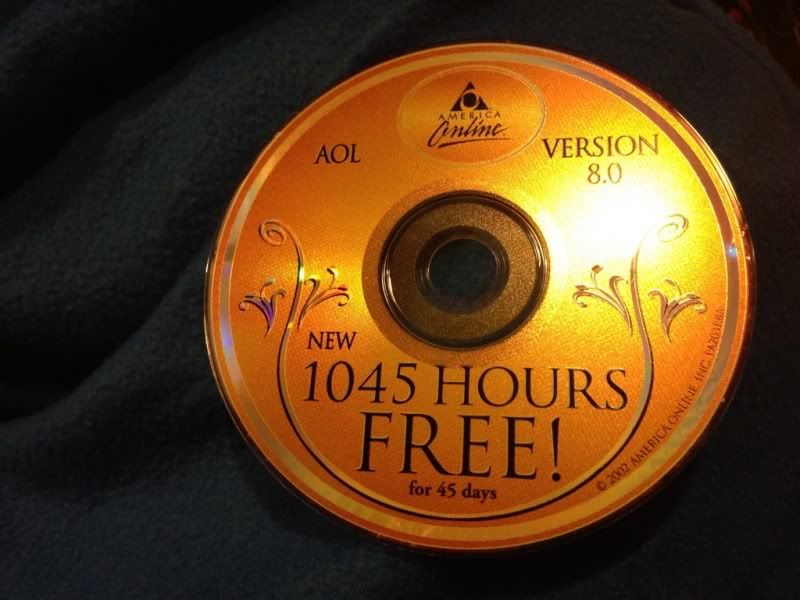 AMERICA
Online
AOL
VERSION
8.0
NEW
1045 HOURS
FREE!
for 45 days
© 2002 AMERICA ONLINE, INC.